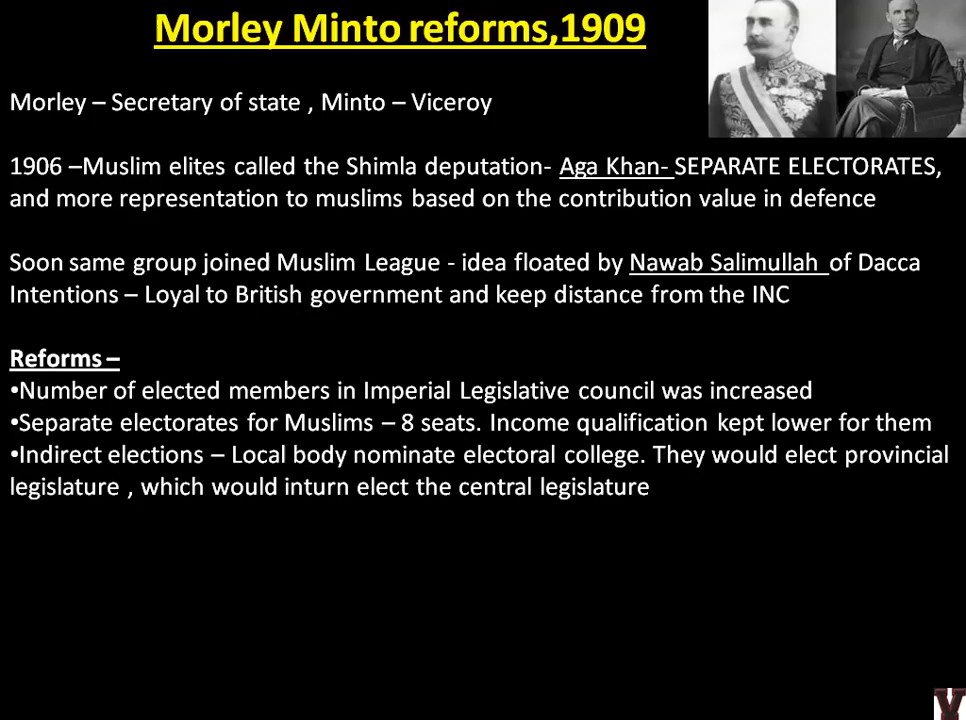 Morley Minto reforms,1909
Morley – Secretary of state , Minto – Viceroy
1906 –Muslim elites called the Shimla deputation- Aga Khan- SEPARATE ELECTORATES,
and more representation to muslims based on the contribution value in defence
Soon same group joined Muslim League - idea floated by Nawab Salimullah of Dacca
Intentions – Loyal to British government and keep distance from the INC
Reforms –
•Number of elected members in Imperial Legislative council was increased
•Separate electorates for Muslims – 8 seats. Income qualification kept lower for them
•Indirect elections – Local body nominate electoral college. They would elect provincial
legislature , which would inturn elect the central legislature